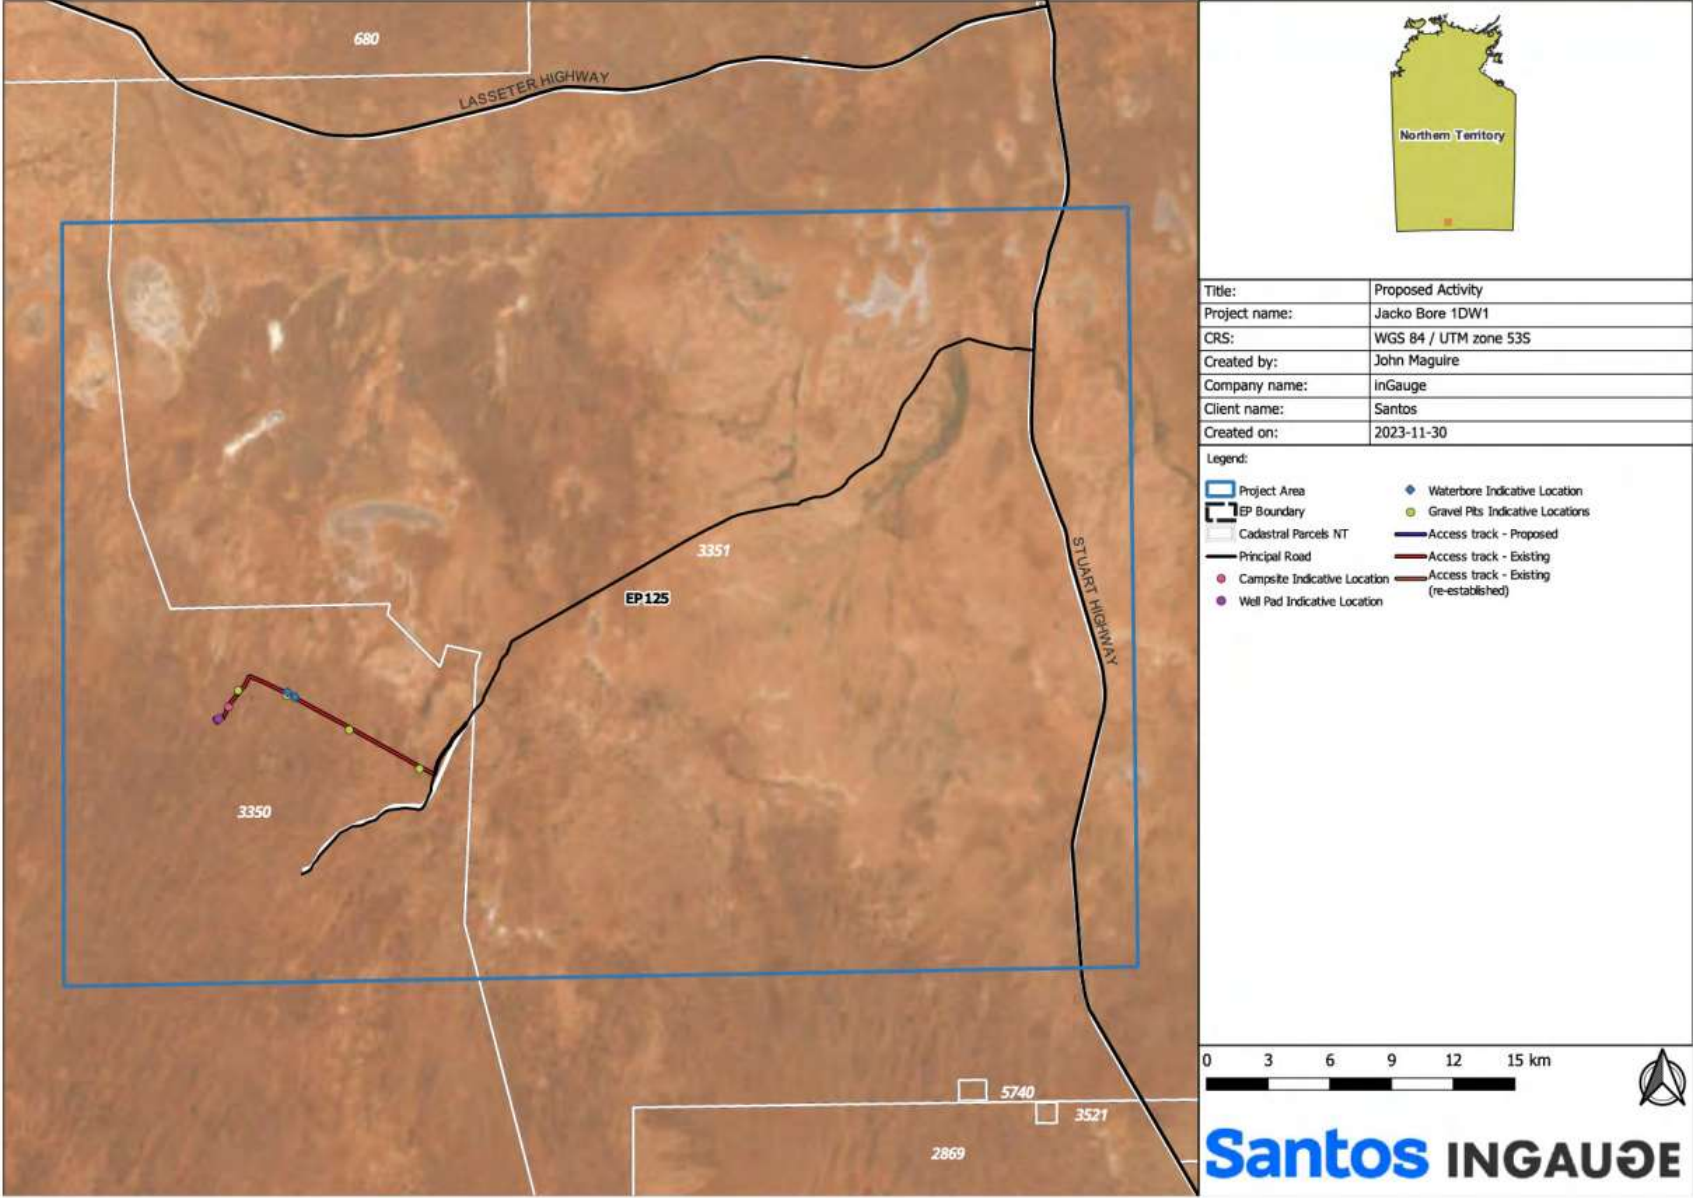 680
LASSETER HIGHWAY
3351
EP125
STUART HIGHWAY
3350
5740
3521
2869
Northern Territory
Title: Proposed Activity
Project name: Jacko Bore 1DW1
CRS: WGS 84 / UTM zone 53S
Created by: John Maguire
Company name: inGauge
Client name: Santos
Created on: 2023-11-30
Legend:
Project Area
EP Boundary
Cadastral Parcels NT
Principal Road
Campsite Indicative Location
Well Pad Indicative Location
Waterbore Indicative Location
Gravel Pits Indicative Locations
Access track - Proposed
Access track - Existing
Access track - Existing
(re-established)
0 3 6 9 12 15 km
Santos INGAUGE